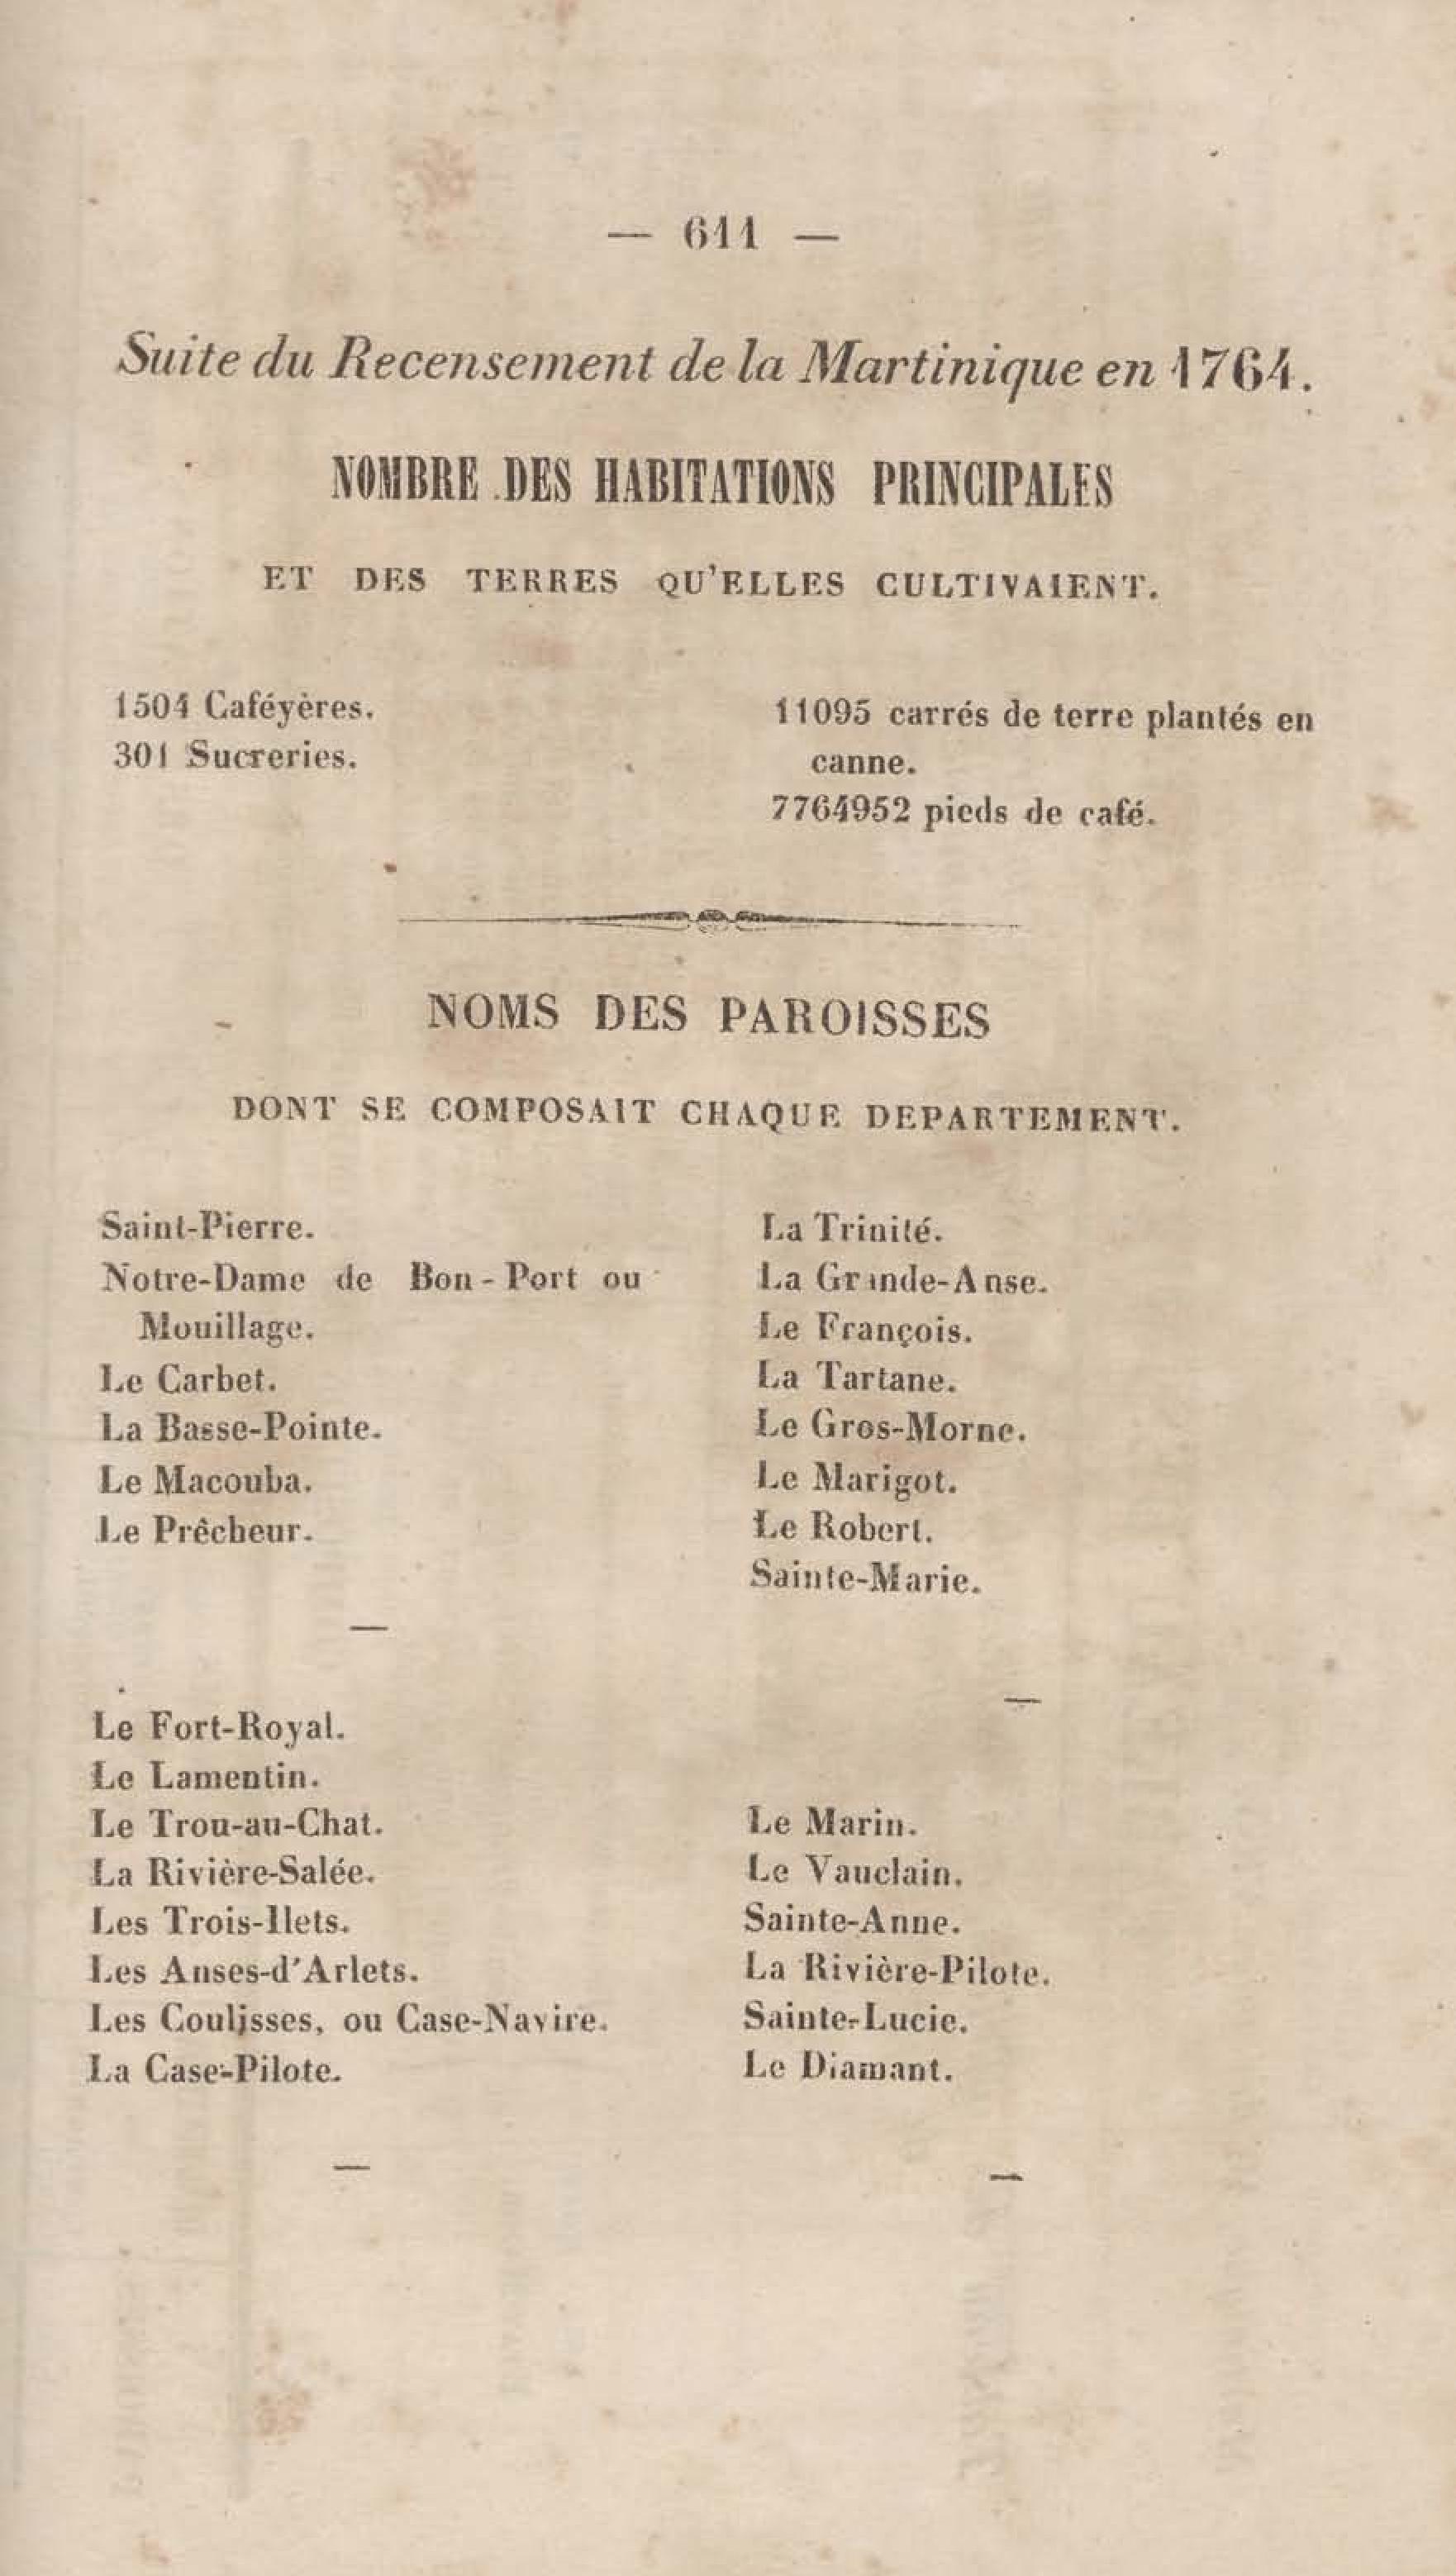 — 611 —
Suite du Recensement de la Martinique en 1764.
NOMBRE DES HABITATIONS PRINCIPALES
ET DES TERRES QU'ELLES CULTIVAIENT.
1504 Caféyères.
301 Sucreries.
11095 carrés de terre plantés en
canne.
7764952 pieds de café.
NOMS DES PAROISSES
DONT SE COMPOSAIT CHAQUE DEPARTEMENT.
Saint-Pierre.
Notre-Dame de Bon-Port ou
Mouillage.
Le Carbet.
La Basse-Pointe.
Le Macouba.
Le Prêcheur.
—
Le Fort-Royal.
Le Lamentin.
Le Trou-au-Chat.
La Rivière-Salée.
Les Trois-Ilets.
Les Anses-d'Arlets.
Les Coulisses, ou Case-Navire.
La Case-Pilote.
—
La Trinité.
La Grande-Anse.
Le François.
La Tartane.
Le Gros-Morne.
Le Marigot.
Le Robert.
Sainte-Marie.
—
Le Marin.
Le Vauclain.
Sainte-Anne.
La Rivière-Pilote.
Sainte-Lucie.
Le Diamant.
—